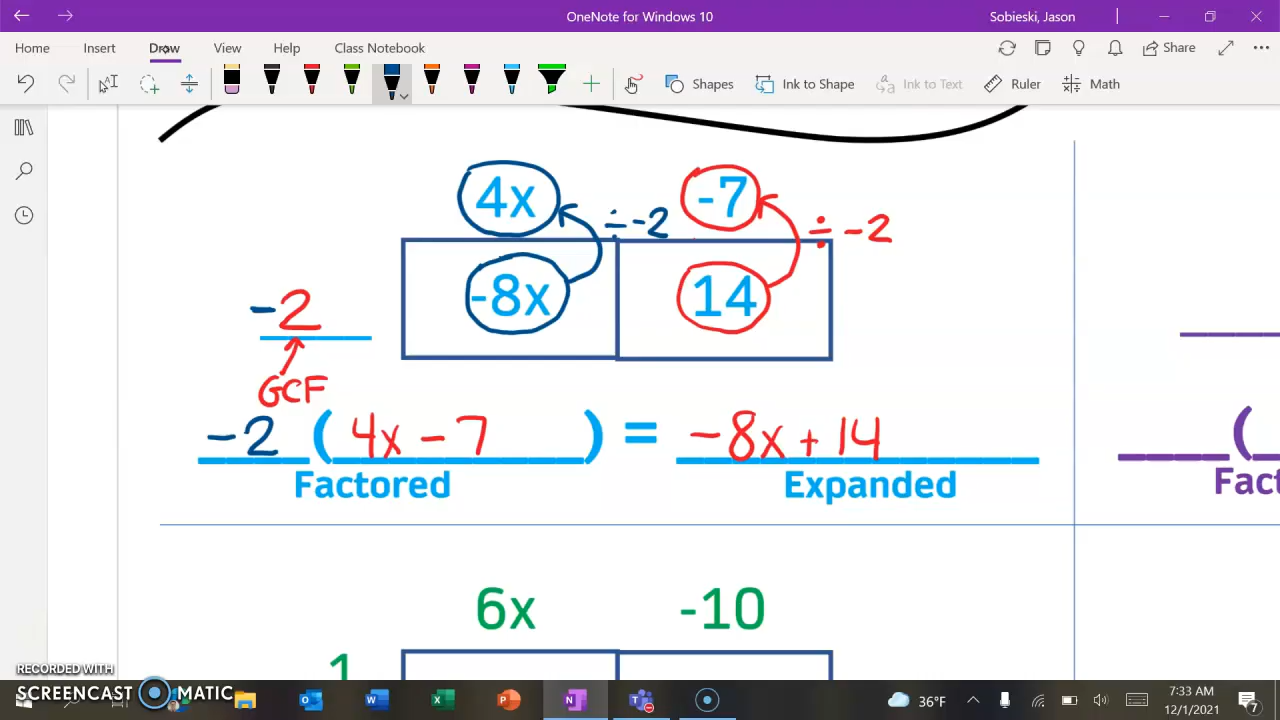 OneNote for Windows 10
Sobieski, Jason
Home Insert Draw View Help Class Notebook
Share
Shapes Ink to Shape Ink to Text Ruler Math
4x -7
÷ -2 ÷ -2
-8x 14
-2
GCF
-2 ( 4x - 7 ) = -8x + 14
Factored Expanded
(
Fact
6x -10
1
RECORDED WITH
SCREENCAST MATIC
36°F
7:33 AM
12/1/2021
7